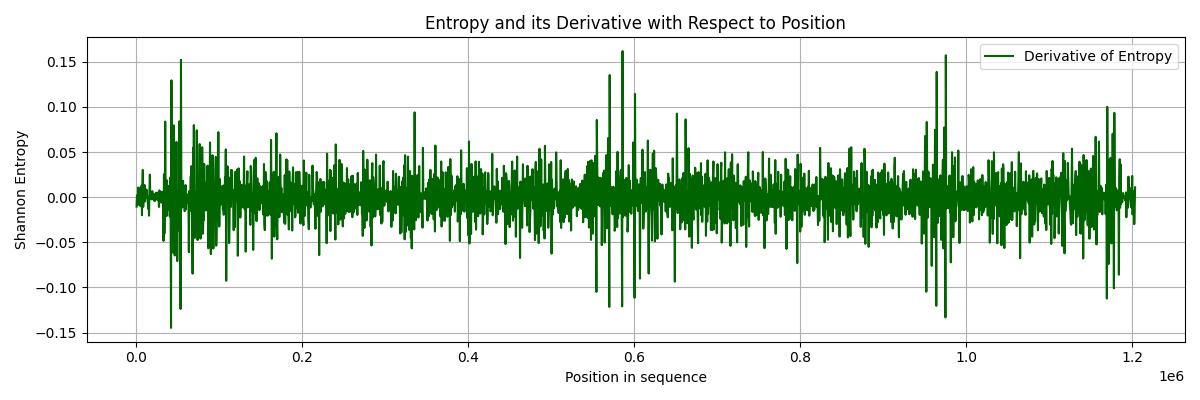 Entropy and its Derivative with Respect to Position
Derivative of Entropy
Shannon Entropy
0.15
0.10
0.05
0.00
−0.05
−0.10
−0.15
0.0 0.2 0.4 0.6 0.8 1.0 1.2
1e6
Position in sequence